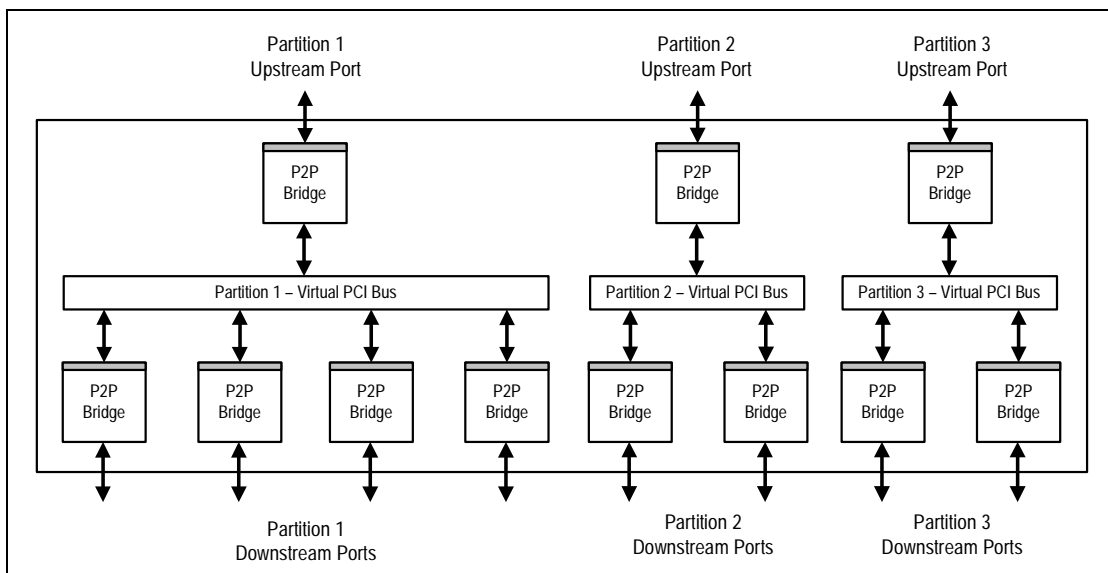 Partition 1
Upstream Port
Partition 2
Upstream Port
Partition 3
Upstream Port
P2P
Bridge
P2P
Bridge
P2P
Bridge
Partition 1 – Virtual PCI Bus
Partition 2 – Virtual PCI Bus
Partition 3 – Virtual PCI Bus
P2P
Bridge
P2P
Bridge
P2P
Bridge
P2P
Bridge
P2P
Bridge
P2P
Bridge
P2P
Bridge
P2P
Bridge
Partition 1
Downstream Ports
Partition 2
Downstream Ports
Partition 3
Downstream Ports